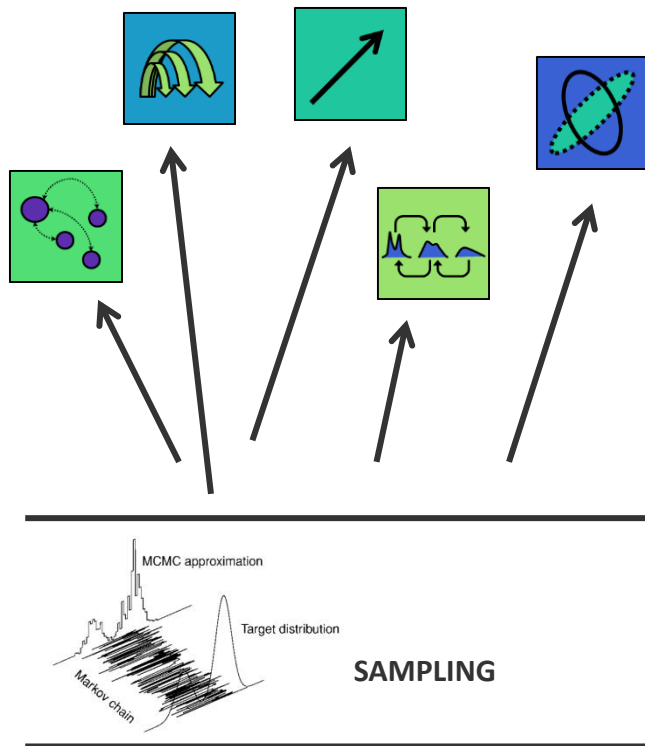 MCMC approximation
Target distribution
Markov chain
SAMPLING